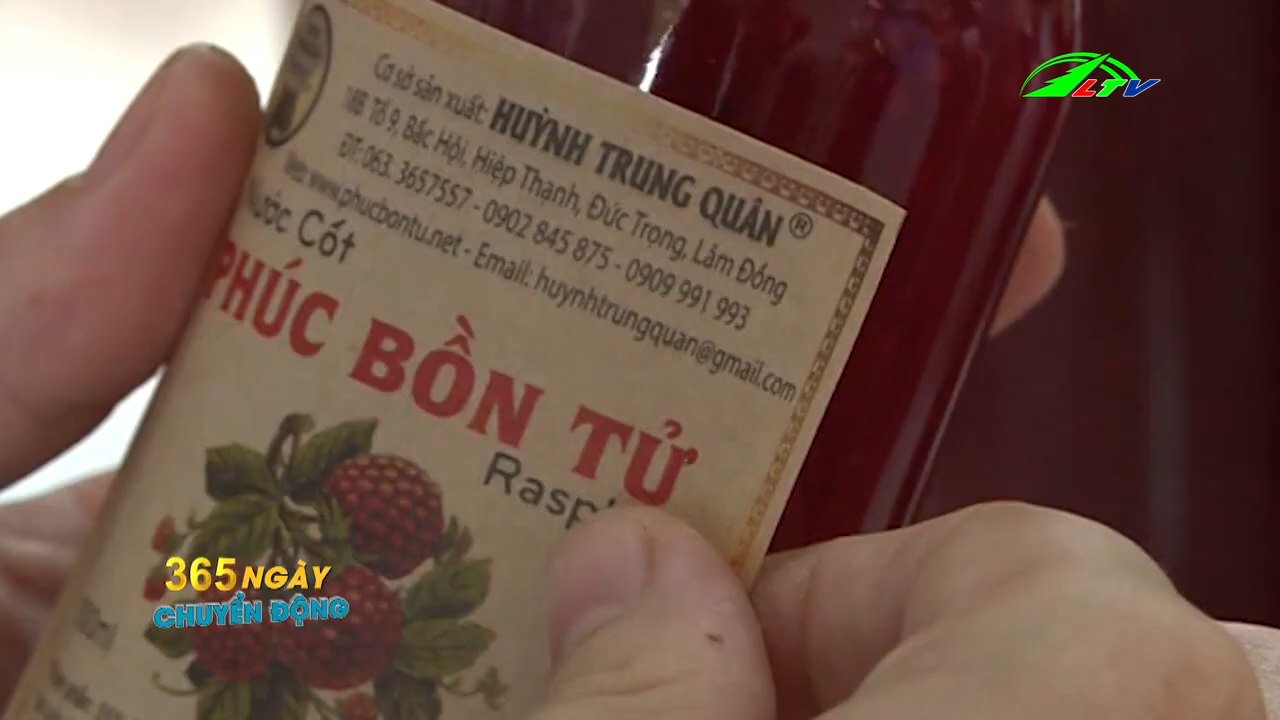 Cơ sở sản xuất: HUỲNH TRUNG QUÂN®
Tổ 9, Bắc Hội, Hiệp Thạnh, Đức Trọng, Lâm Đồng
ĐT: 063. 3657557 - 0902 845 875 - 0909 991 993
www.phucbontu.net - Email: huynhtrungquan@gmail.com
Nước Cốt
PHÚC BỒN TỬ
Rasp
LTV
365 NGÀY
CHUYỂN ĐỘNG